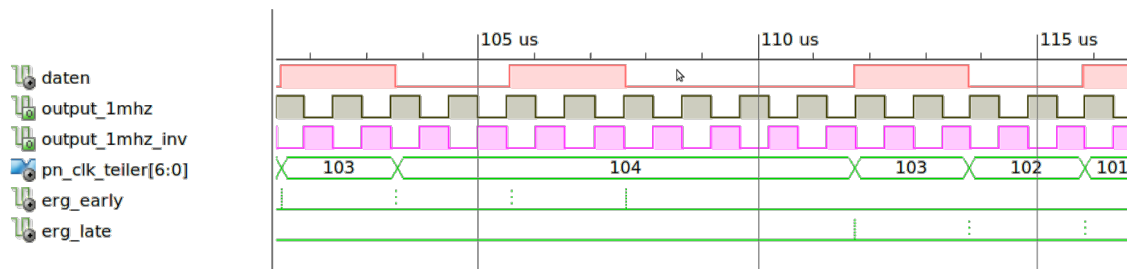 105 us 110 us 115 us
daten
output_1mhz
output_1mhz_inv
pn_clk_teiler[6:0] 103 104 103 102 101
erg_early
erg_late